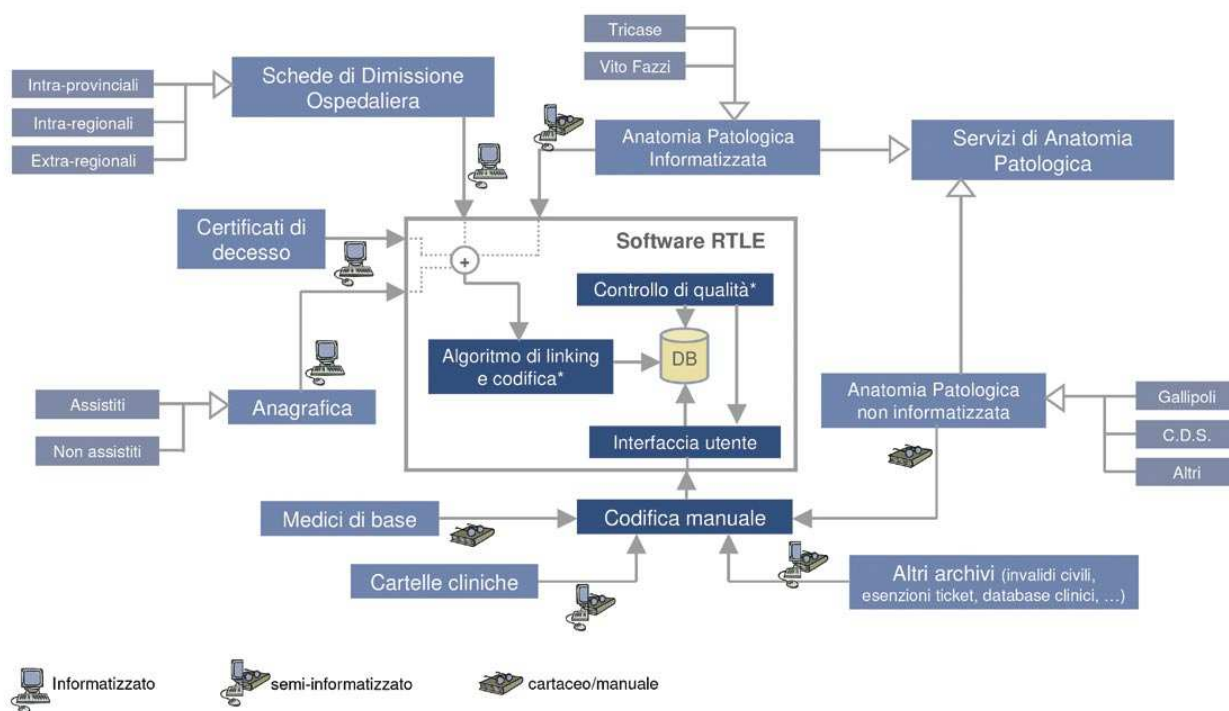 Tricase
Vito Fazzi
Intra-provinciali
Intra-regionali
Extra-regionali
Schede di Dimissione
Ospedaliera
Anatomia Patologica
Informatizzata
Servizi di Anatomia
Patologica
Certificati di
decesso
Software RTLE
+
Controllo di qualità*
Algoritmo di linking
e codifica*
DB
Assistiti
Non assistiti
Anagrafica
Interfaccia utente
Anatomia Patologica
non informatizzata
Gallipoli
C.D.S.
Altri
Medici di base
Codifica manuale
Cartelle cliniche
Altri archivi (invalidi civili,
esenzioni ticket, database clinici, ...)
Informatizzato
semi-informatizzato
cartaceo/manuale